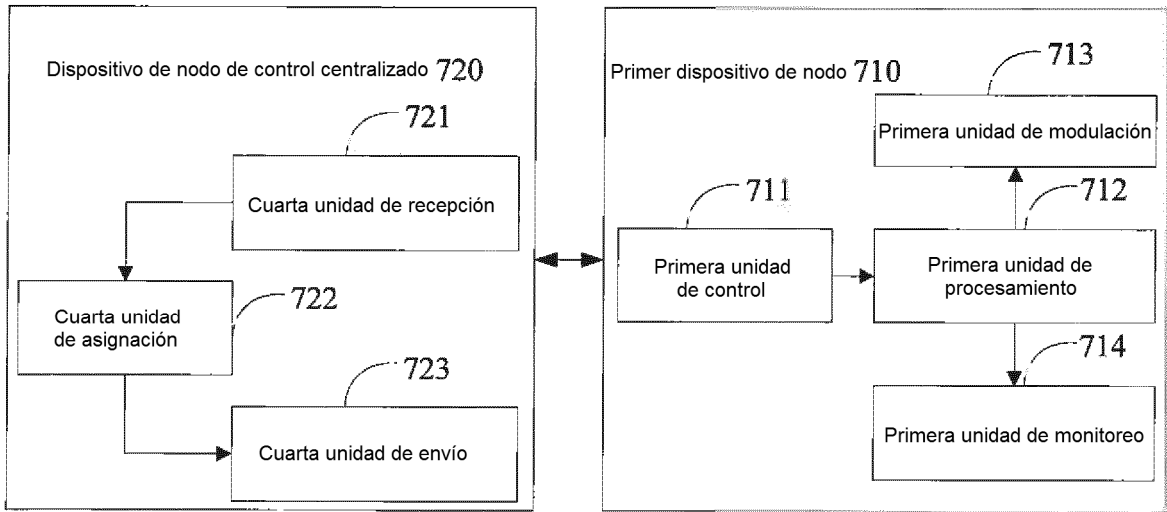 Dispositivo de nodo de control centralizado 720
721
Cuarta unidad de recepción
722
Cuarta unidad
de asignación
723
Cuarta unidad de envío
Primer dispositivo de nodo 710
713
Primera unidad de modulación
711
Primera unidad
de control
712
Primera unidad de
procesamiento
714
Primera unidad de monitoreo